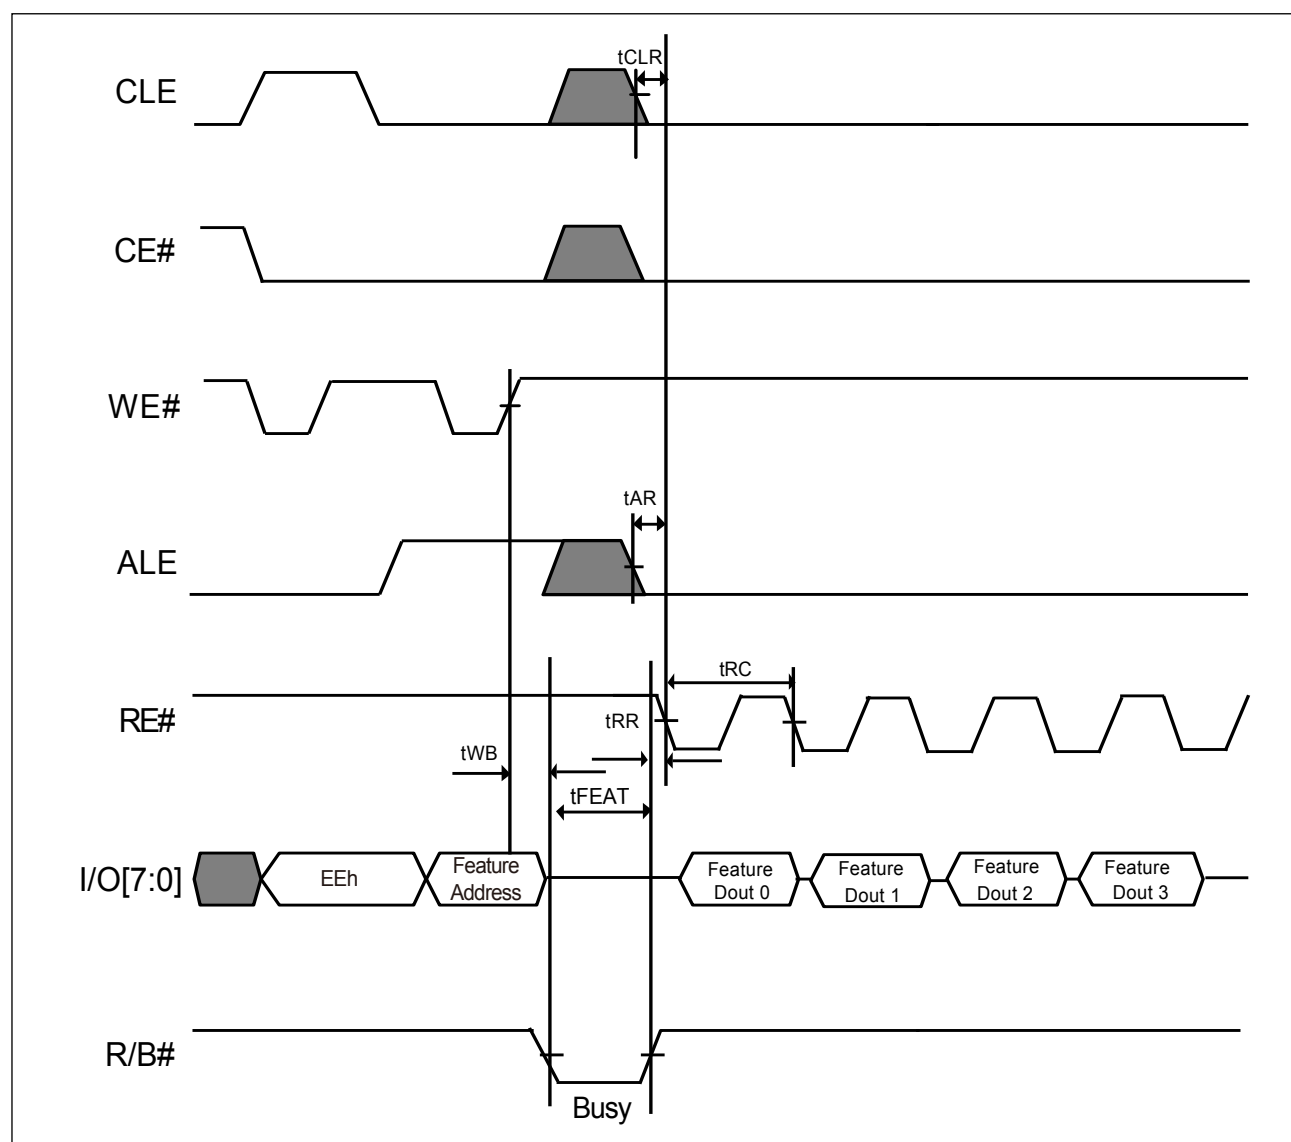 tCLR
CLE
CE#
WE#
tAR
ALE
tRC
RE#
tRR
tWB
tFEAT
I/O[7:0]
EEh
Feature
Address
Feature
Dout 0
Feature
Dout 1
Feature
Dout 2
Feature
Dout 3
R/B#
Busy